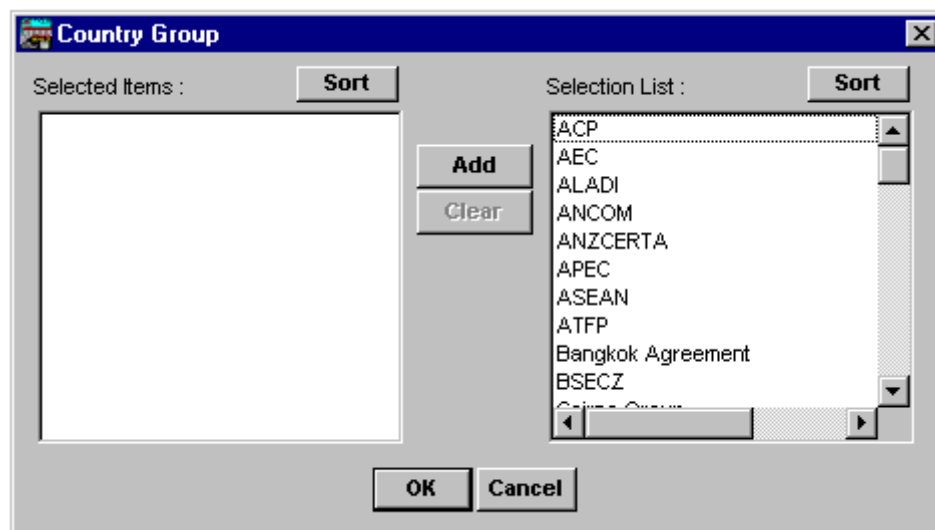 Country Group
Selected Items :
Sort
Selection List :
Sort
Add
Clear
ACP
AEC
ALADI
ANCOM
ANZCERTA
APEC
ASEAN
ATFP
Bangkok Agreement
BSECZ
OK
Cancel